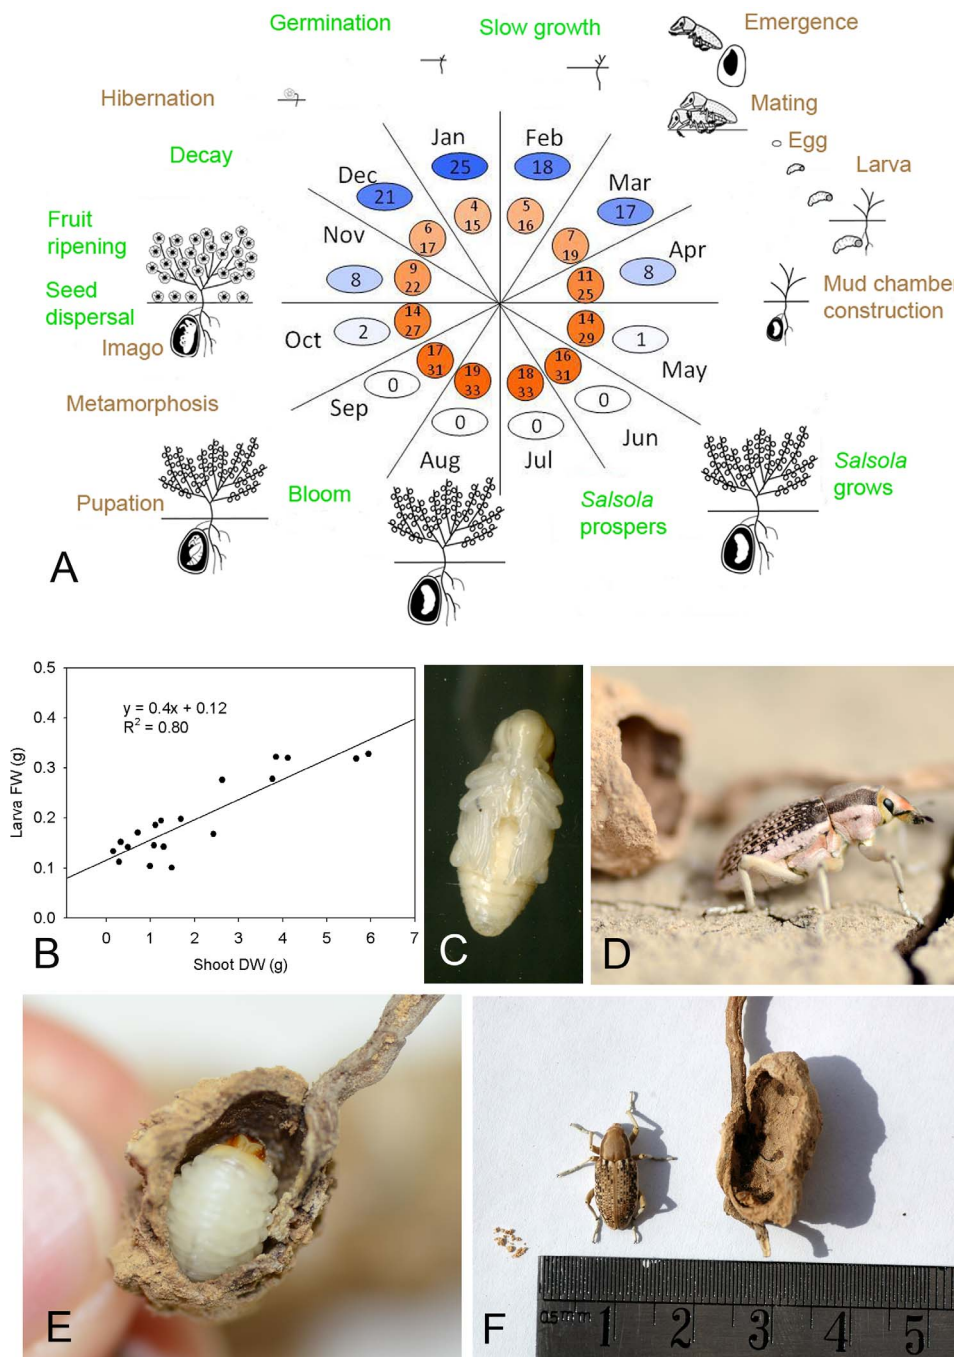 Germination
Slow growth
Emergence
Hibernation
Mating
Egg
Decay
Larva
Jan
Feb
25
18
Dec
Mar
21
17
4
15
5
16
Fruit
ripening
Nov
6
17
7
19
Apr
8
9
22
11
25
8
Seed
dispersal
Mud chamber
construction
Imago
Oct
2
14
27
14
29
1
May
17
31
16
31
0
19
33
18
33
0
Sep
0
0
Jun
Metamorphosis
Aug
Jul
Pupation
Bloom
Salsola
prospers
Salsola
grows
A
0.5
0.4
0.3
0.2
0.1
0.0
Larva FW (g)
y = 0.4x + 0.12
R² = 0.80
0 1 2 3 4 5 6 7
Shoot DW (g)
B
C
D
E
F
0,5 mm 1 2 3 4 5